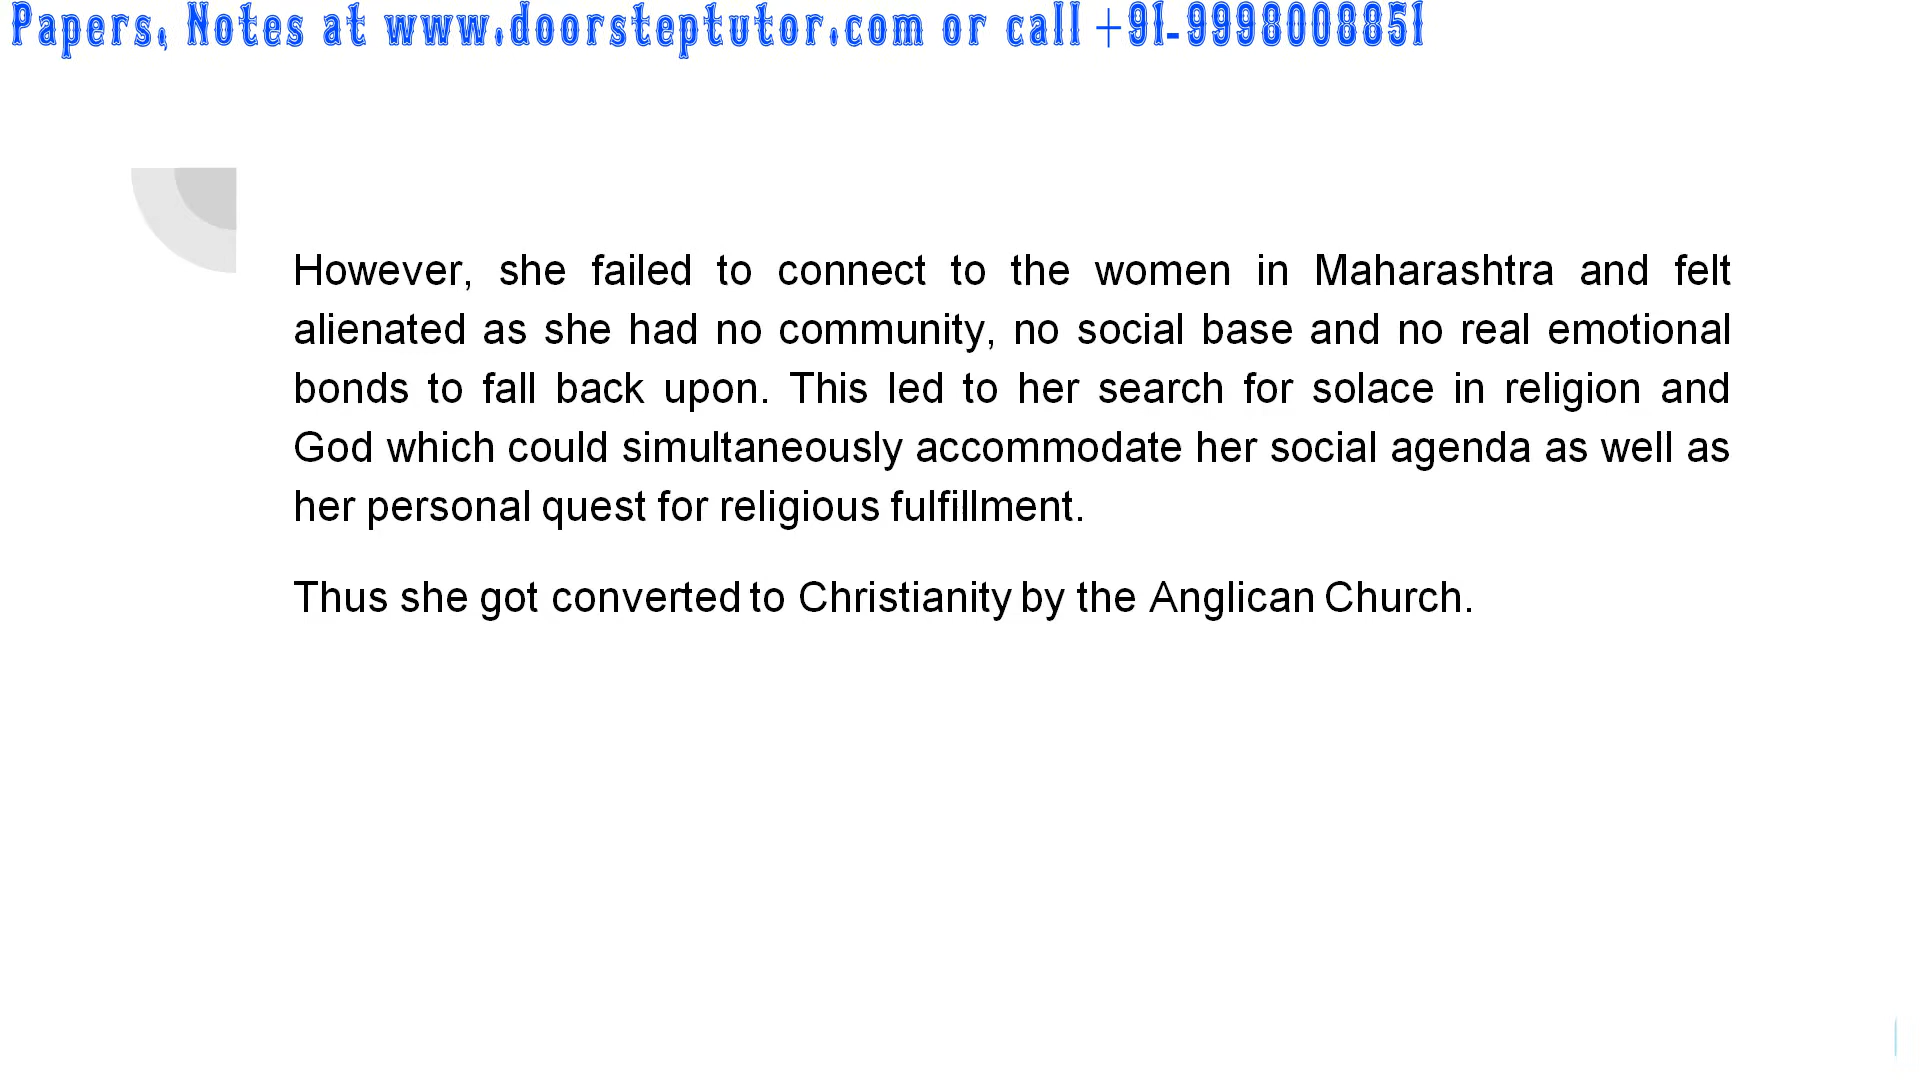 Papers, Notes at www.doorsteptutor.com or call +91-9998008851
However, she failed to connect to the women in Maharashtra and felt
alienated as she had no community, no social base and no real emotional
bonds to fall back upon. This led to her search for solace in religion and
God which could simultaneously accommodate her social agenda as well as
her personal quest for religious fulfillment.
Thus she got converted to Christianity by the Anglican Church.